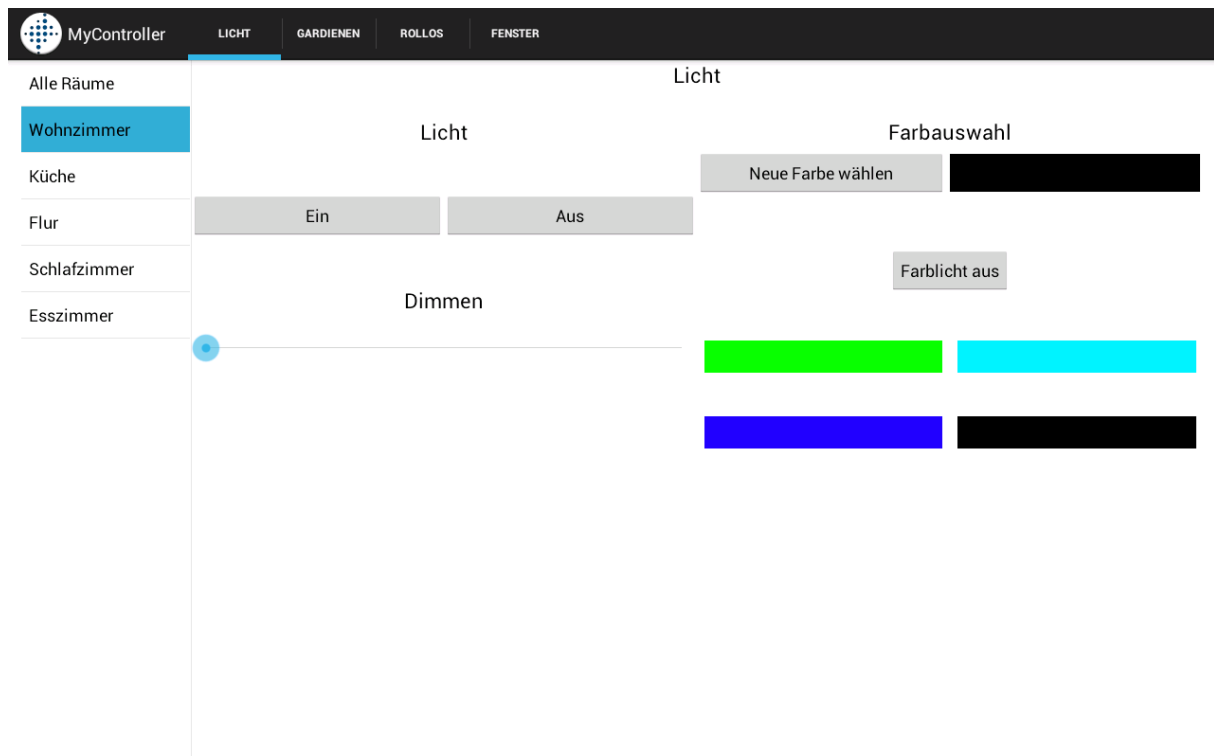 MyController LICHT GARDIENEN ROLLOS FENSTER
Alle Räume
Wohnzimmer
Küche
Flur
Schlafzimmer
Esszimmer
Licht
Licht
Ein Aus
Dimmen
Farbauswahl
Neue Farbe wählen
Farblicht aus